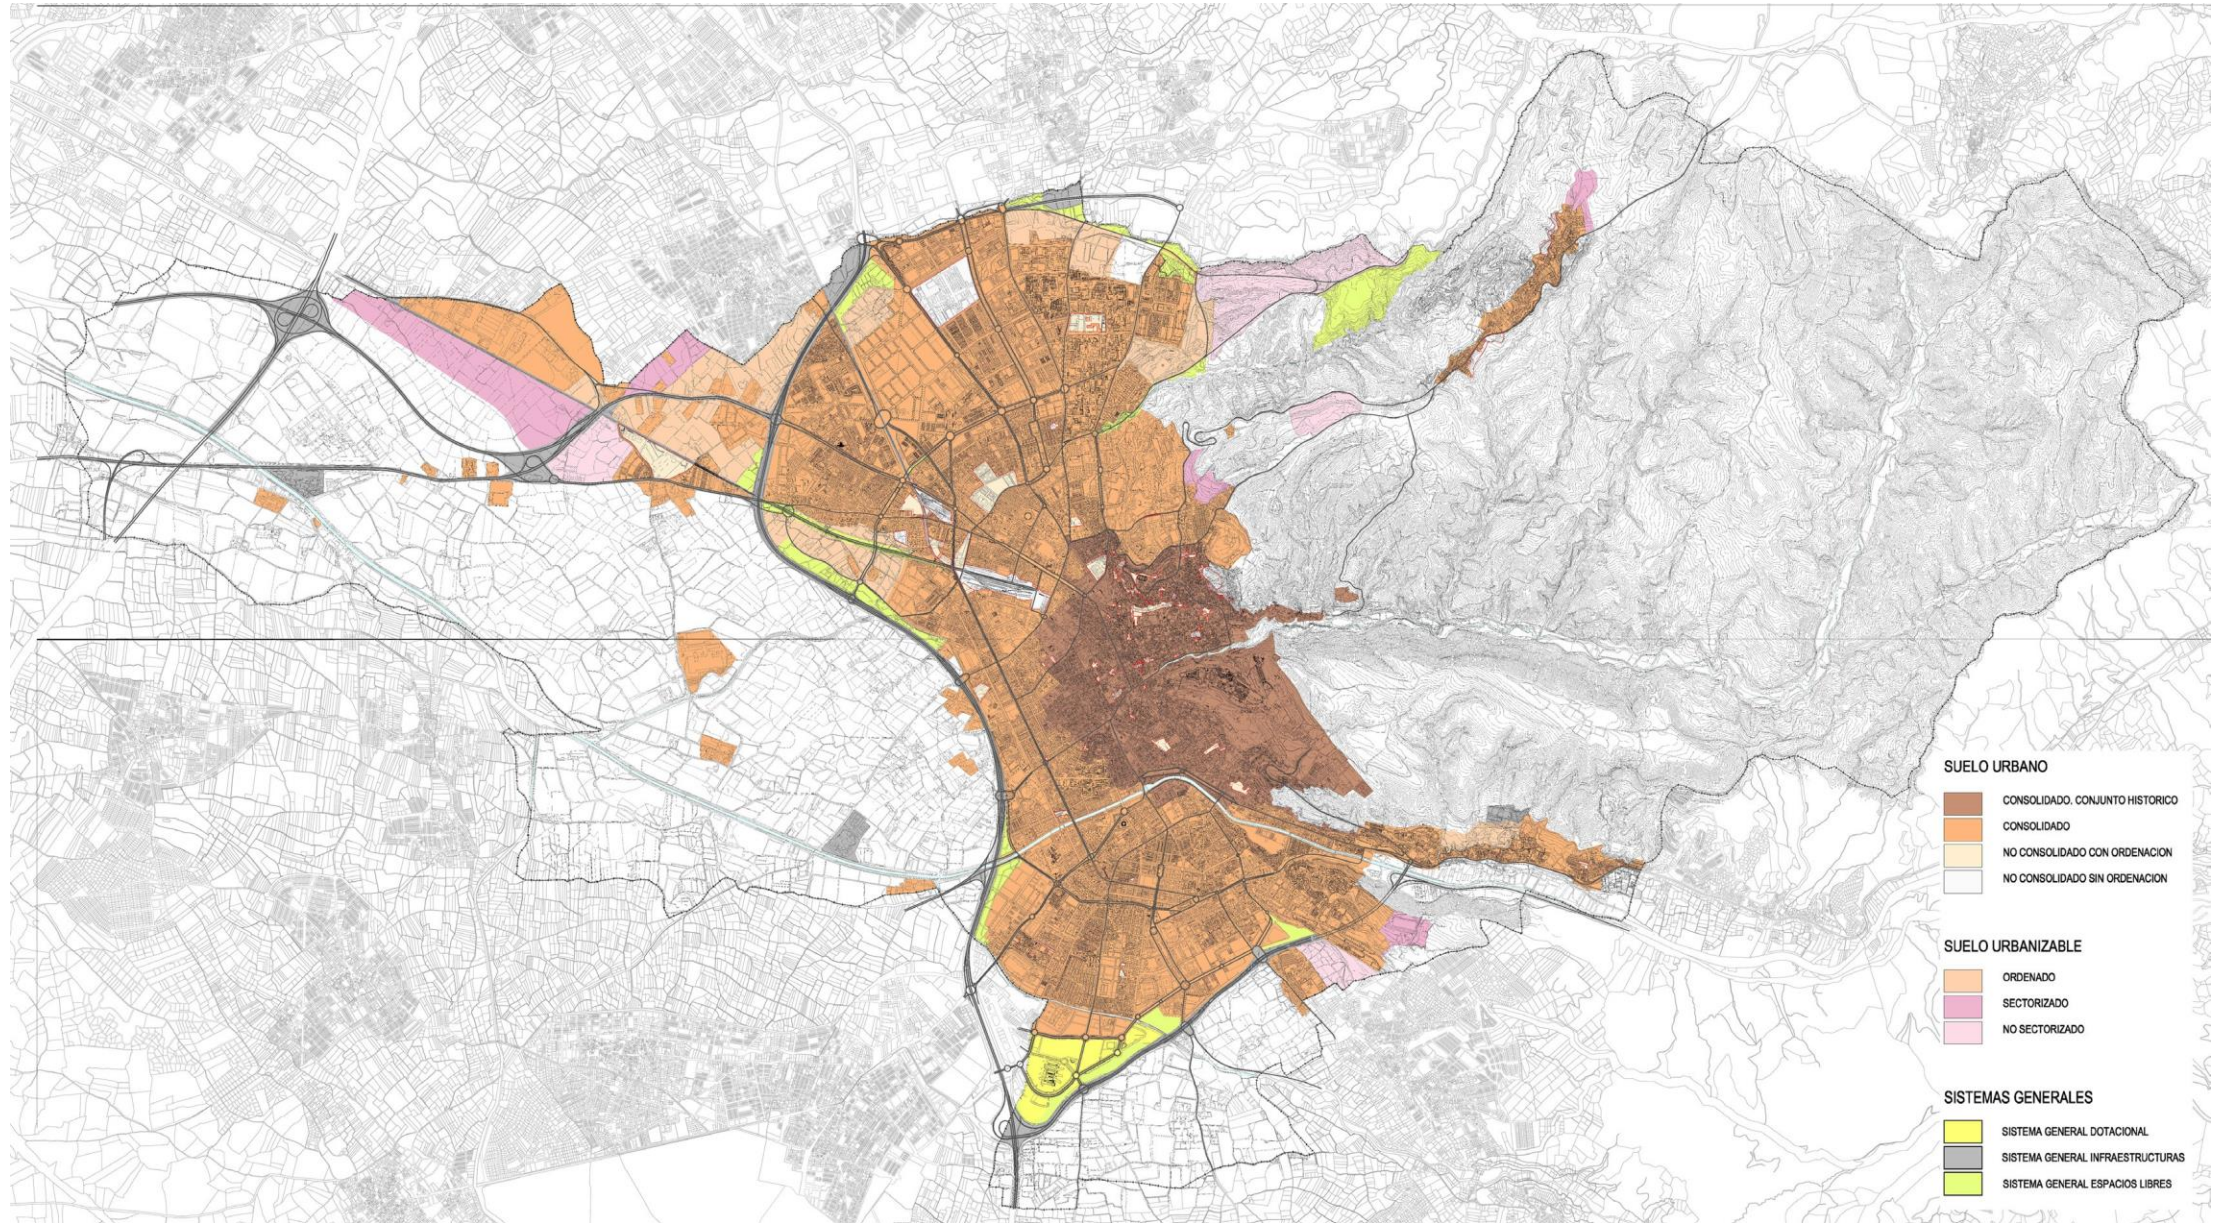 SUELO URBANO
CONSOLIDADO. CONJUNTO HISTORICO
CONSOLIDADO
NO CONSOLIDADO CON ORDENACION
NO CONSOLIDADO SIN ORDENACION
SUELO URBANIZABLE
ORDENADO
SECTORIZADO
NO SECTORIZADO
SISTEMAS GENERALES
SISTEMA GENERAL DOTACIONAL
SISTEMA GENERAL INFRAESTRUCTURAS
SISTEMA GENERAL ESPACIOS LIBRES